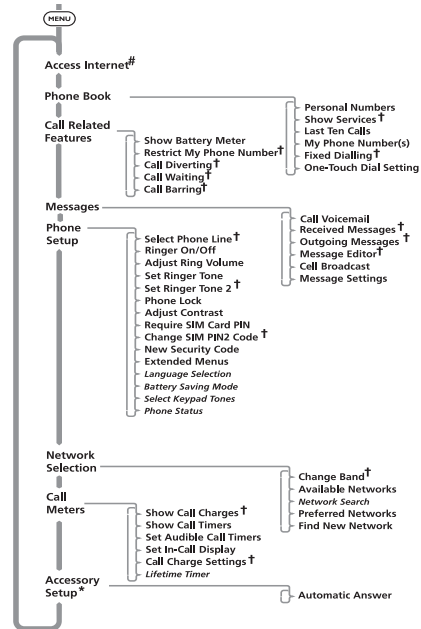 MENU
Access Internet#
Phone Book
Personal Numbers
Show Services†
Last Ten Calls
My Phone Number(s)
Fixed Dialling†
One-Touch Dial Setting
Call Related
Features
Show Battery Meter
Restrict My Phone Number†
Call Diverting†
Call Waiting†
Call Barring†
Messages
Call Voicemail
Received Messages†
Outgoing Messages†
Message Editor†
Cell Broadcast
Message Settings
Phone
Setup
Select Phone Line†
Ringer On/Off
Adjust Ring Volume
Set Ringer Tone
Set Ringer Tone 2†
Phone Lock
Adjust Contrast
Require SIM Card PIN
Change SIM PIN2 Code†
New Security Code
Extended Menus
Language Selection
Battery Saving Mode
Select Keypad Tones
Phone Status
Network
Selection
Change Band†
Available Networks
Network Search
Preferred Networks
Find New Network
Call
Meters
Show Call Charges†
Show Call Timers
Set Audible Call Timers
Set In-Call Display
Call Charge Settings†
Lifetime Timer
Accessory
Setup*
Automatic Answer